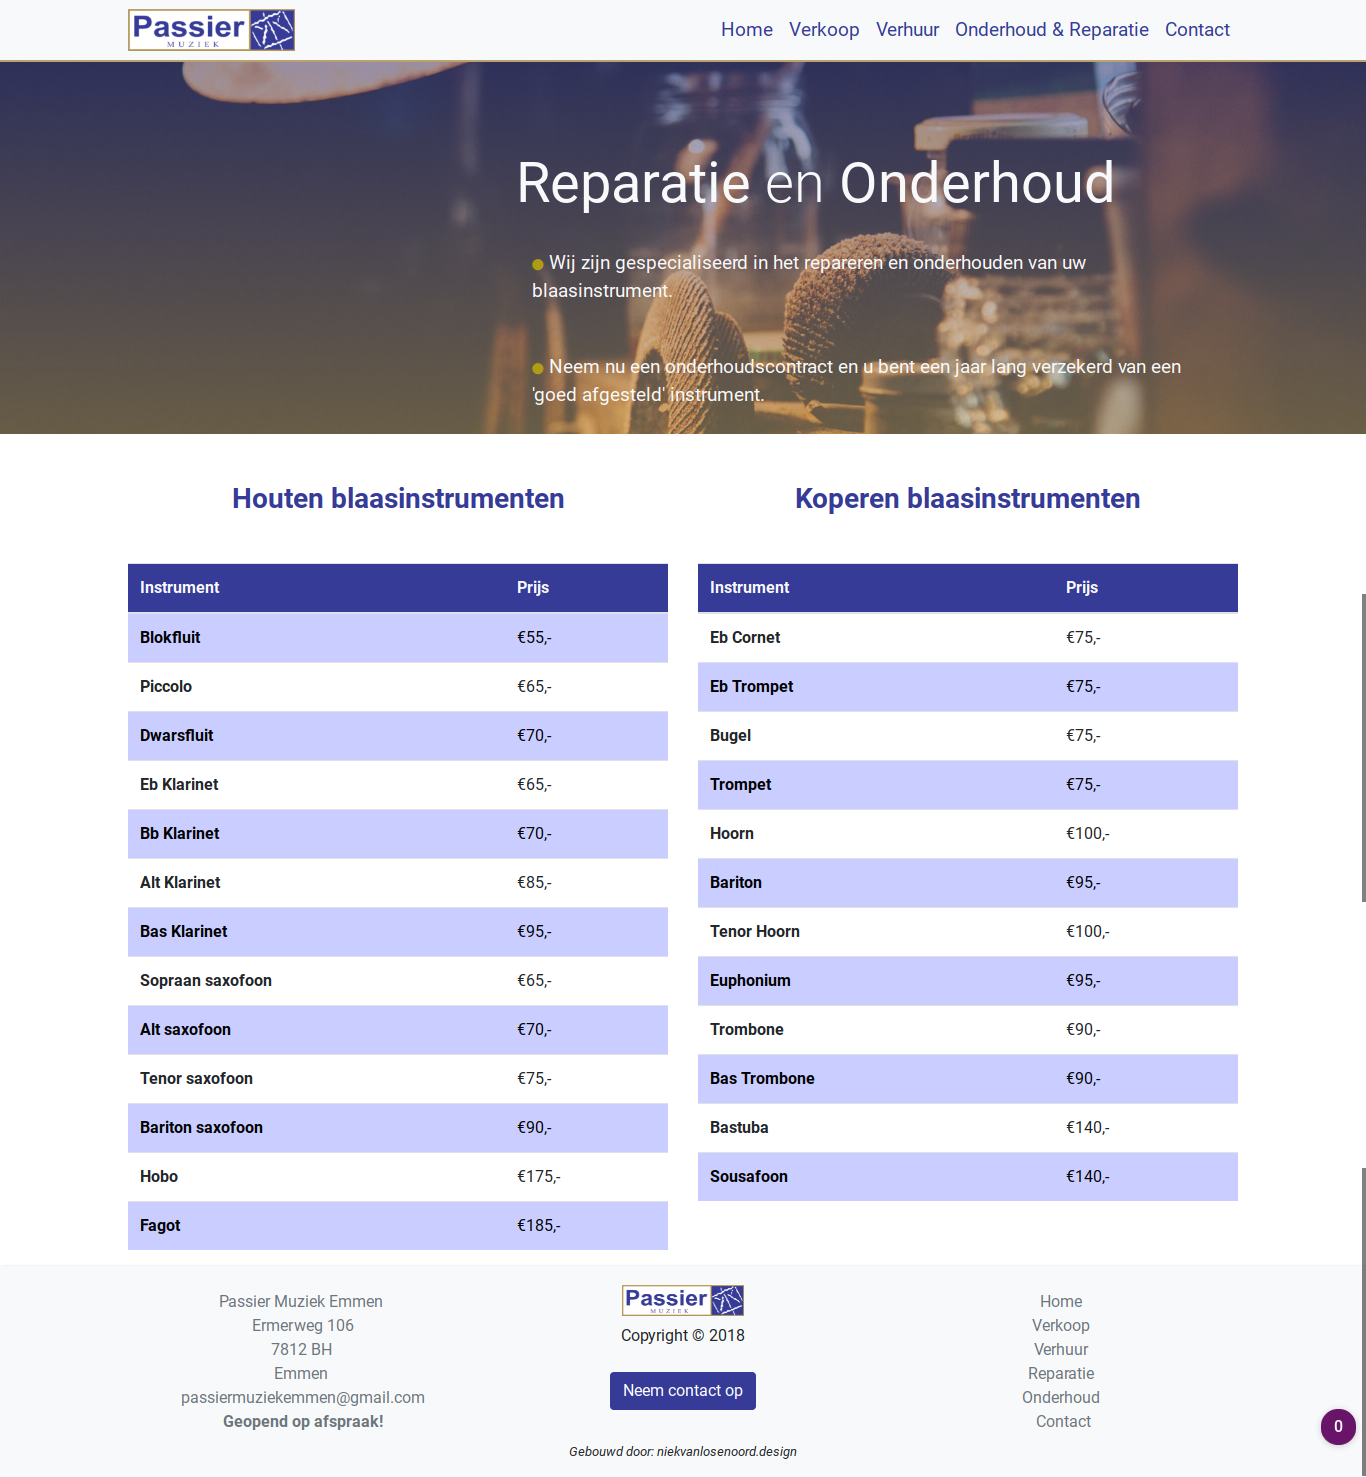 Passier
MUZIEK
Home Verkoop Verhuur Onderhoud & Reparatie Contact
Reparatie en Onderhoud
Wij zijn gespecialiseerd in het repareren en onderhouden van uw
blaasinstrument.
Neem nu een onderhoudscontract en u bent een jaar lang verzekerd van een
'goed afgesteld' instrument.
Houten blaasinstrumenten
Instrument Prijs
Blokfluit €55,-
Piccolo €65,-
Dwarsfluit €70,-
Eb Klarinet €65,-
Bb Klarinet €70,-
Alt Klarinet €85,-
Bas Klarinet €95,-
Sopraan saxofoon €65,-
Alt saxofoon €70,-
Tenor saxofoon €75,-
Bariton saxofoon €90,-
Hobo €175,-
Fagot €185,-
Koperen blaasinstrumenten
Instrument Prijs
Eb Cornet €75,-
Eb Trompet €75,-
Bugel €75,-
Trompet €75,-
Hoorn €100,-
Bariton €95,-
Tenor Hoorn €100,-
Euphonium €95,-
Trombone €90,-
Bas Trombone €90,-
Bastuba €140,-
Sousafoon €140,-
Passier Muziek Emmen
Ermerweg 106
7812 BH
Emmen
passiermuziekemmen@gmail.com
Geopend op afspraak!
Passier
MUZIEK
Copyright © 2018
Neem contact op
Gebouwd door: niekvanlosenoord.design
Home
Verkoop
Verhuur
Reparatie
Onderhoud
Contact
0